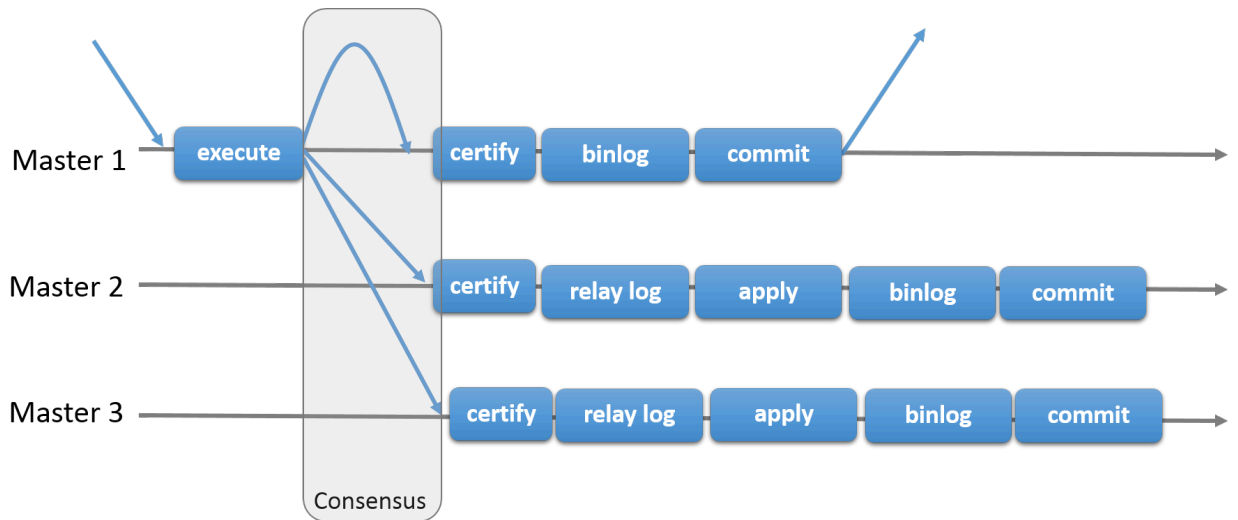 Master 1 execute certify binlog commit
Master 2 certify relay log apply binlog commit
Master 3 certify relay log apply binlog commit
Consensus